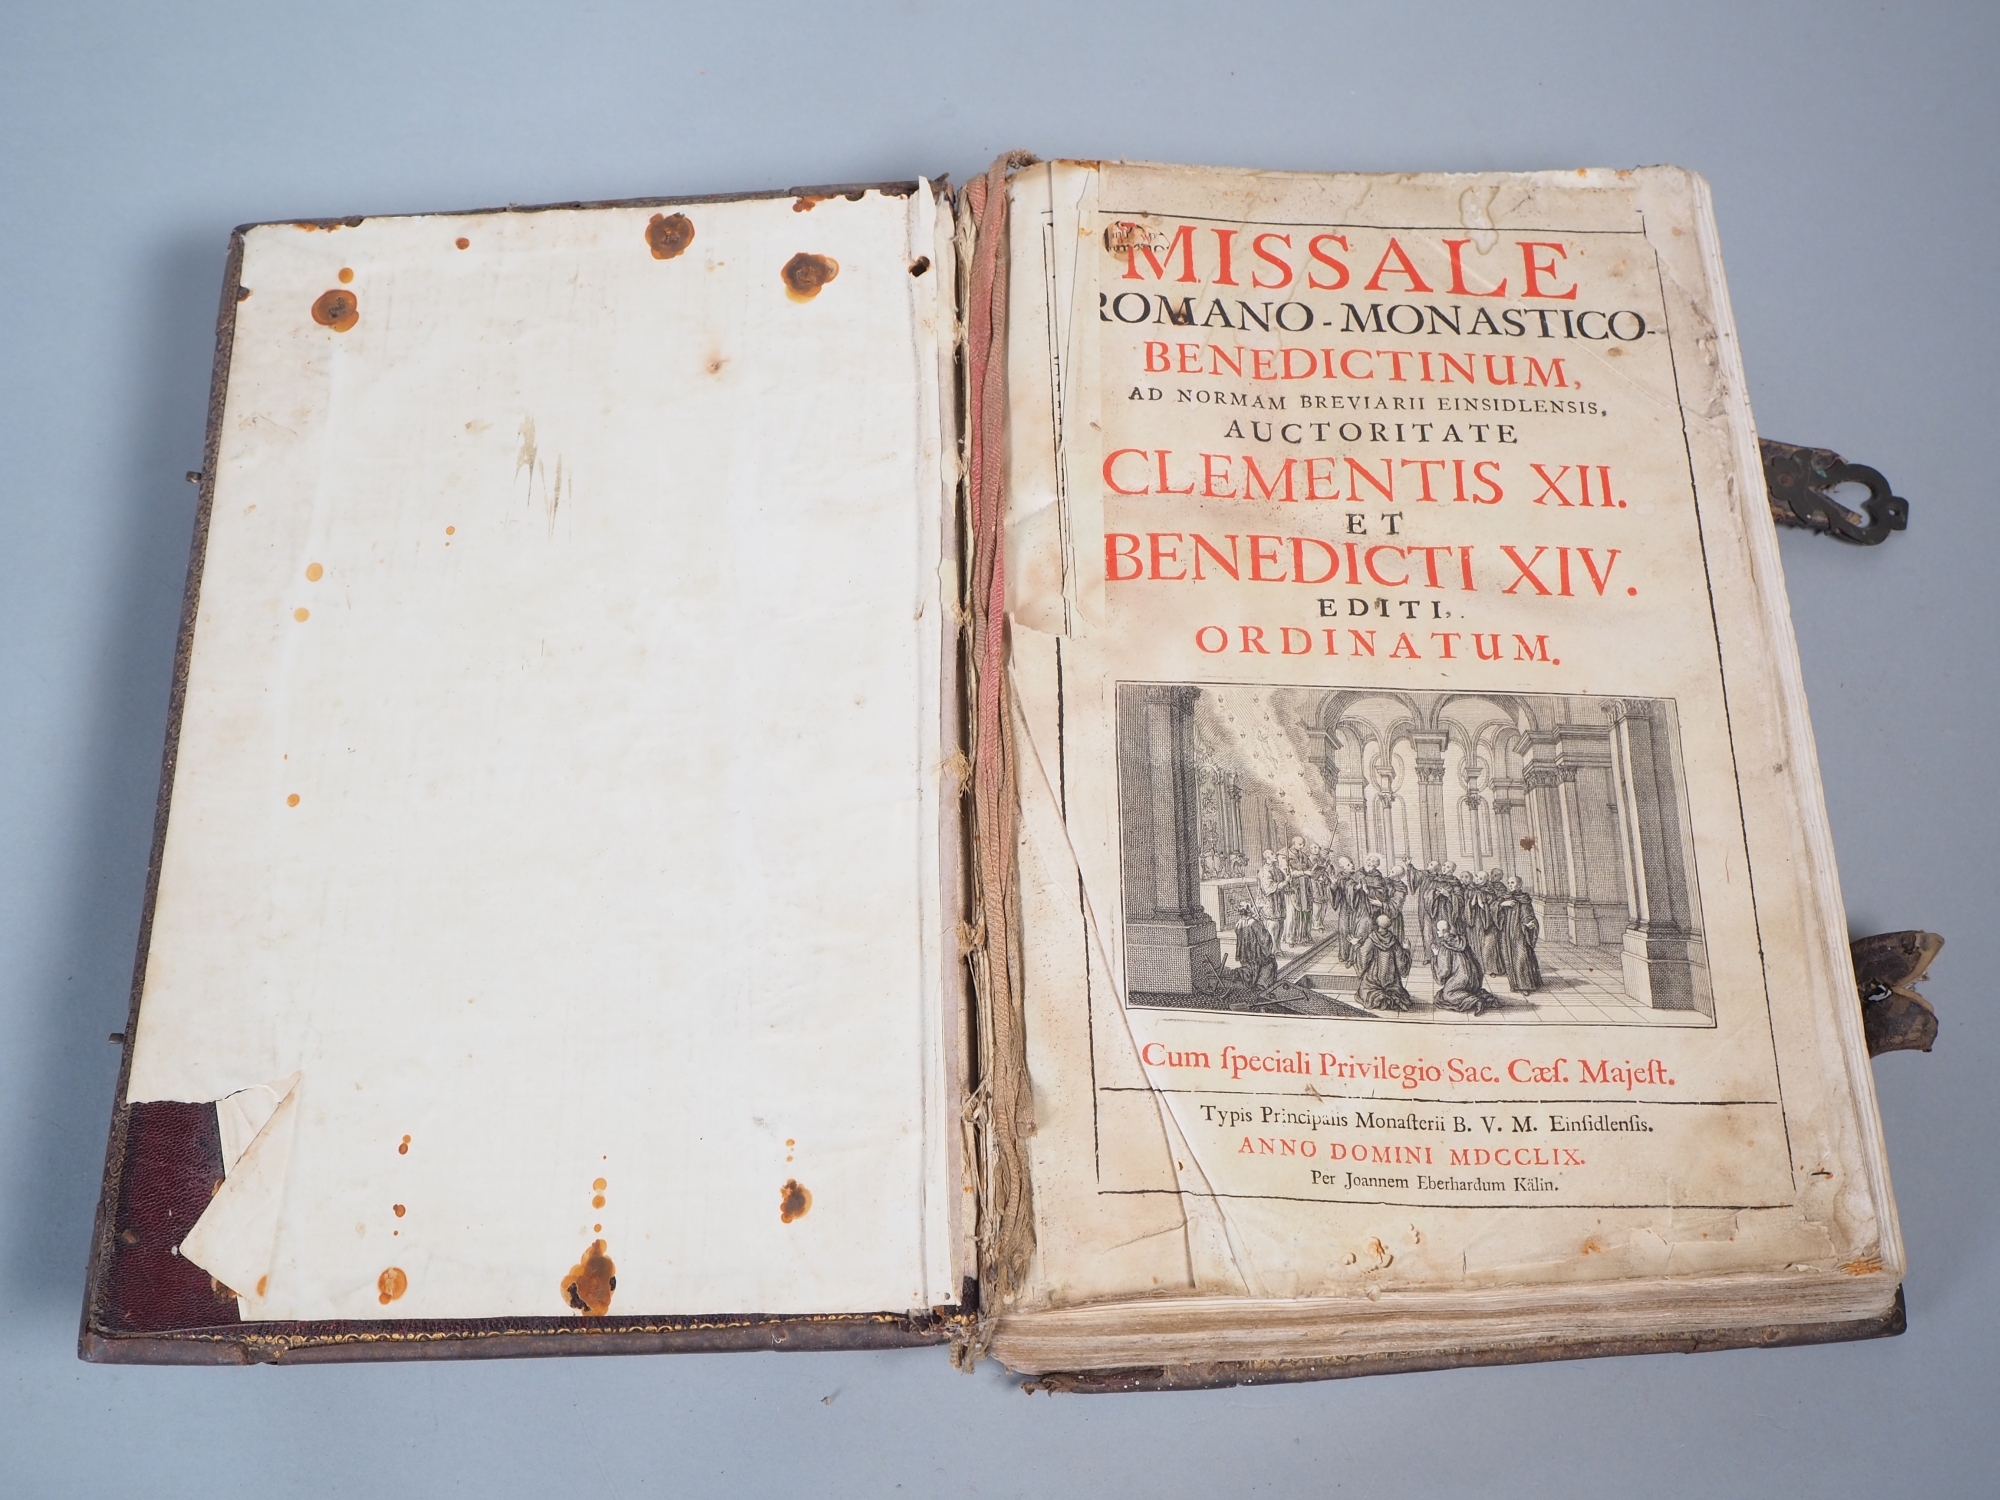 MISSALE
ROMANO-MONASTICO-
BENEDICTINUM,
AD NORMAM BREVIARII EINSIDLENSIS,
AUCTORITATE
CLEMENTIS XII.
ET
BENEDICTI XIV.
EDITI,
ORDINATUM.
Cum ſpeciali Privilegio Sac. Cæſ. Majeſt.
Typis Principalis Monaſterii B. V. M. Einſidlenſis.
ANNO DOMINI MDCCLIX.
Per Joannem Eberhardum Kälin.